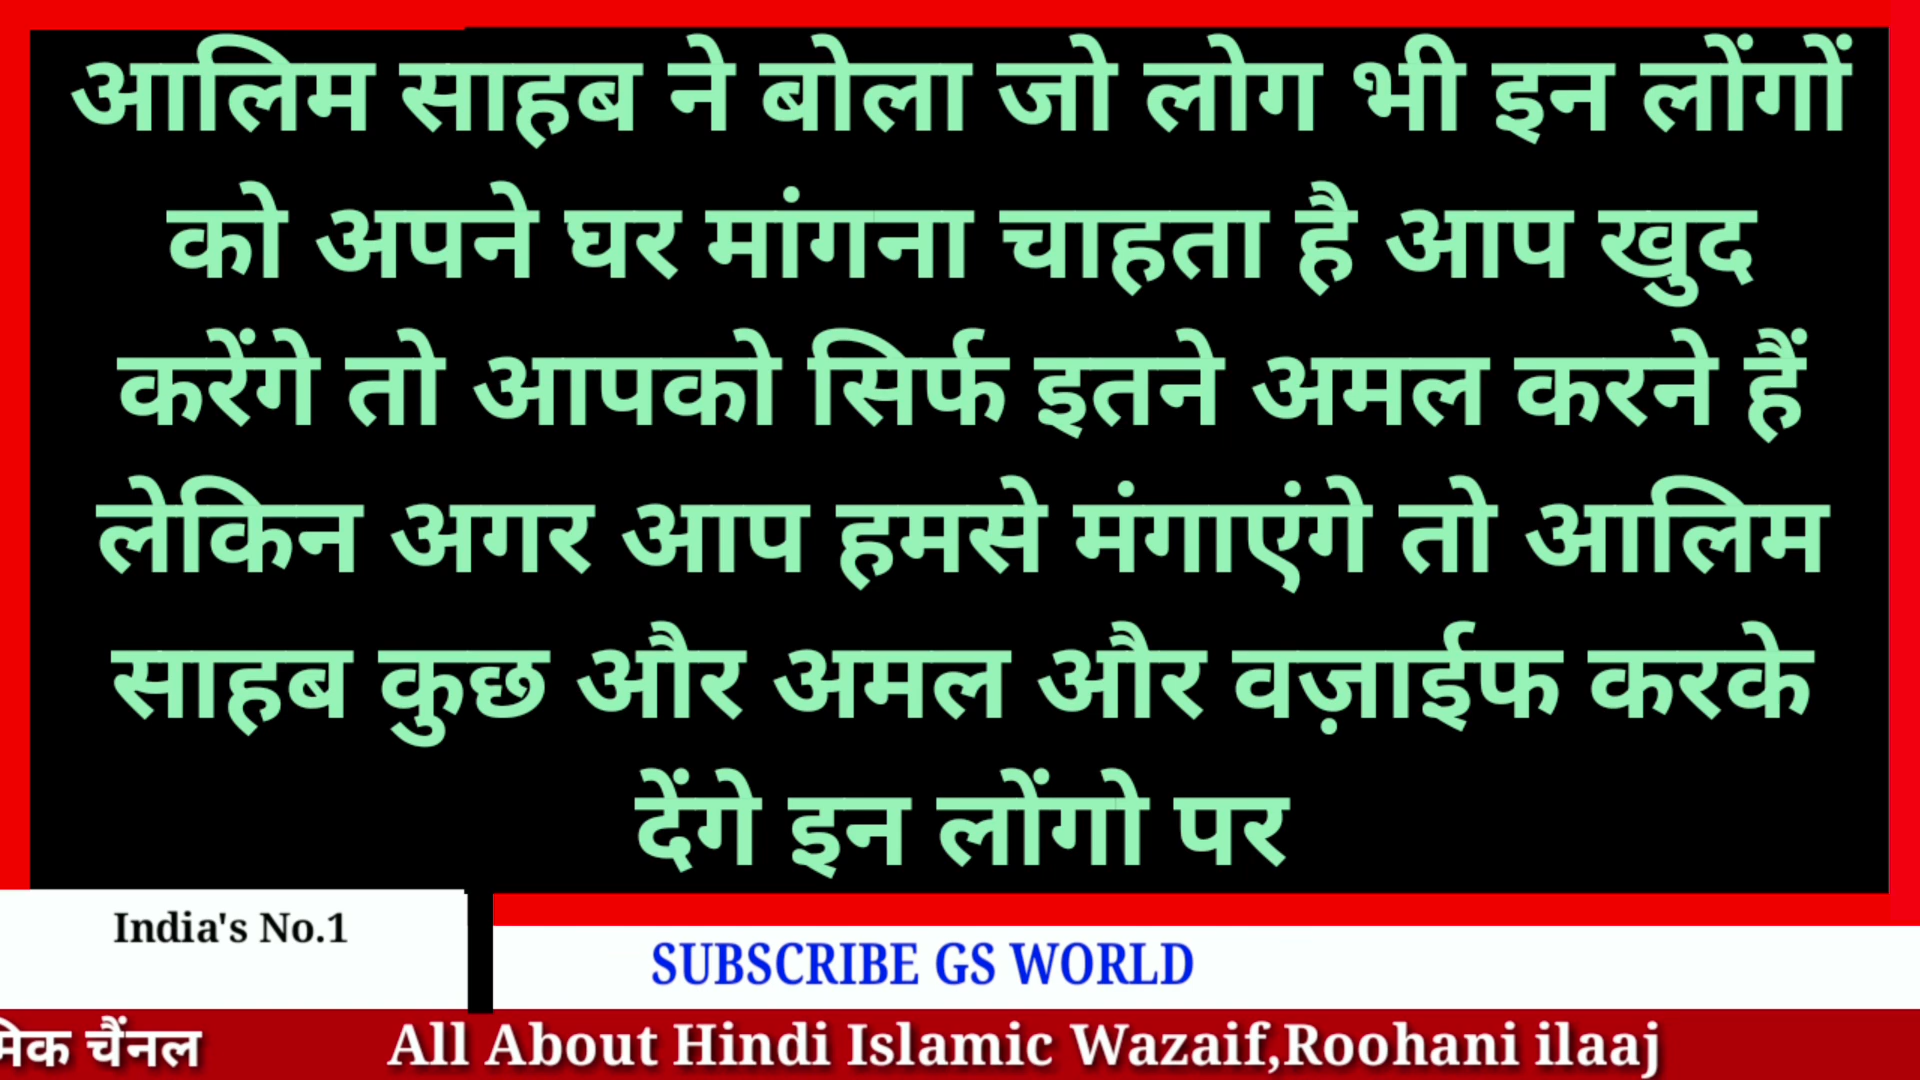 आलिम साहब ने बोला जो लोग भी इन लोंगों
को अपने घर मांगना चाहता है आप खुद
करेंगे तो आपको सिर्फ इतने अमल करने हैं
लेकिन अगर आप हमसे मंगाएंगे तो आलिम
साहब कुछ और अमल और वज़ाईफ करके
देंगे इन लोंगो पर
India's No.1
SUBSCRIBE GS WORLD
मिक चैंनल All About Hindi Islamic Wazaif,Roohani ilaaj